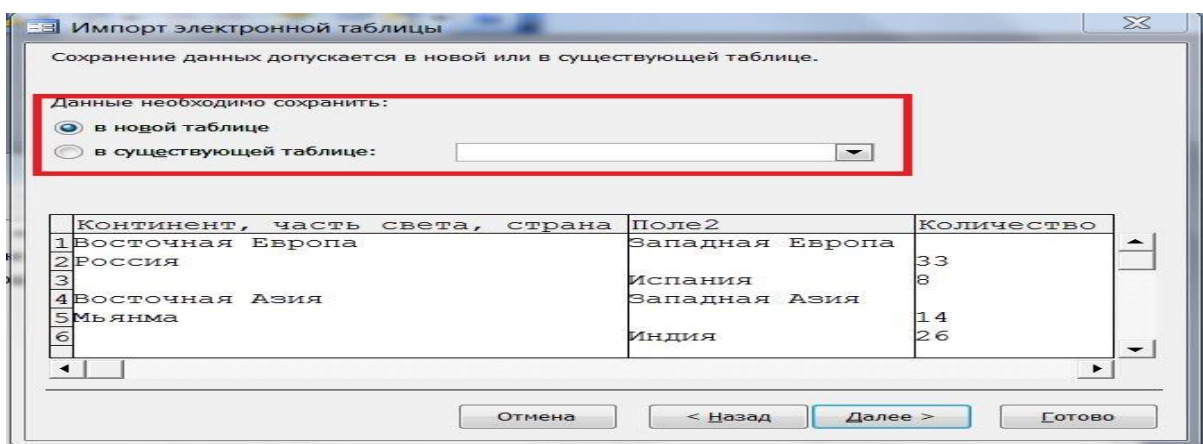 Импорт электронной таблицы
Сохранение данных допускается в новой или в существующей таблице.
Данные необходимо сохранить:
в новой таблице
в существующей таблице:
Континент, часть света, страна Поле2 Количество
1 Восточная Европа Западная Европа
2 Россия 33
3 Испания 8
4 Восточная Азия Западная Азия
5 Мьянма 14
6 Индия 26
Отмена < Назад Далее > Готово